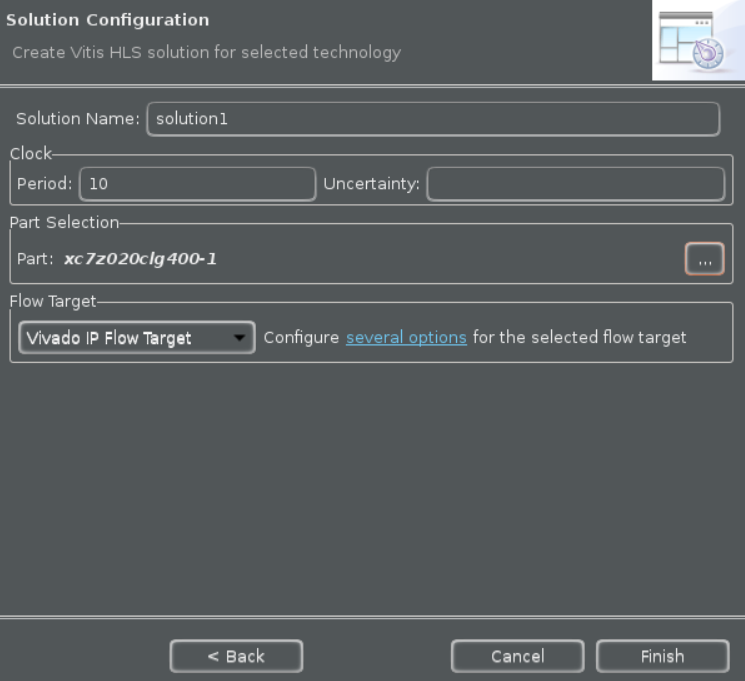 Solution Configuration
Create Vitis HLS solution for selected technology
Solution Name: solution1
Clock
Period: 10 Uncertainty:
Part Selection
Part: xc7z020clg400-1 ...
Flow Target
Vivado IP Flow Target Configure several options for the selected flow target
< Back Cancel Finish